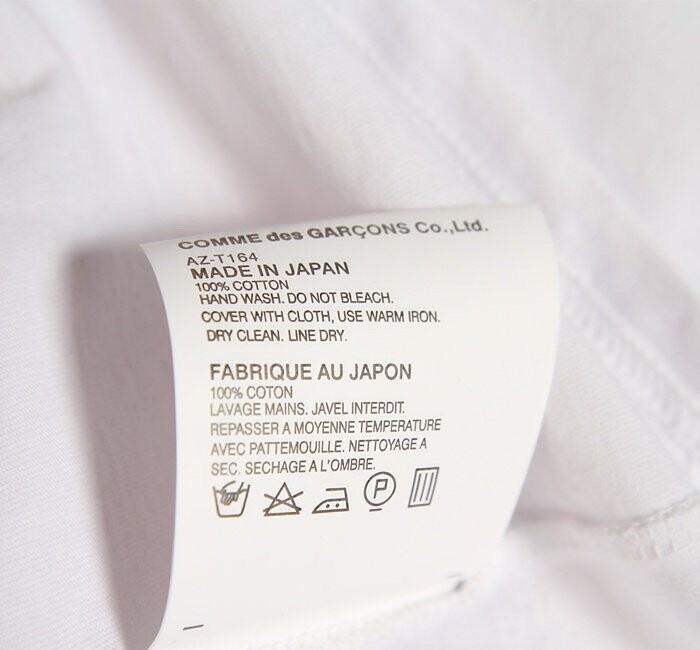 COMME des GARÇONS Co.,Ltd.
AZ-T164
MADE IN JAPAN
100% COTTON
HAND WASH. DO NOT BLEACH.
COVER WITH CLOTH, USE WARM IRON.
DRY CLEAN. LINE DRY.
FABRIQUE AU JAPON
100% COTON
LAVAGE MAINS. JAVEL INTERDIT.
REPASSER A MOYENNE TEMPERATURE
AVEC PATTEMOUILLE. NETTOYAGE A
SEC. SECHAGE A L'OMBRE.
P